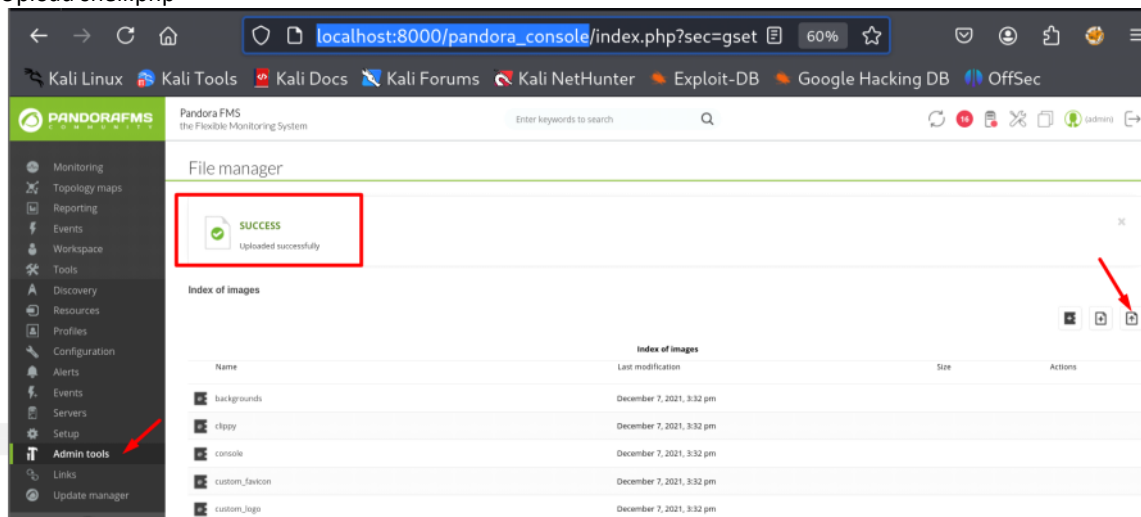 Upload shell.php
localhost:8000/pandora_console/index.php?sec=gset
60%
Kali Linux
Kali Tools
Kali Docs
Kali Forums
Kali NetHunter
Exploit-DB
Google Hacking DB
OffSec
PANDORAFMS
COMMUNITY
Pandora FMS
the Flexible Monitoring System
Enter keywords to search
16
(admin)
Monitoring
Topology maps
Reporting
Events
Workspace
Tools
Discovery
Resources
Profiles
Configuration
Alerts
Events
Servers
Setup
Admin tools
Links
Update manager
File manager
SUCCESS
Uploaded successfully
Index of images
Index of images
Name
Last modification
Size
Actions
backgrounds
December 7, 2021, 3:32 pm
clippy
December 7, 2021, 3:32 pm
console
December 7, 2021, 3:32 pm
custom_favicon
December 7, 2021, 3:32 pm
custom_logo
December 7, 2021, 3:32 pm